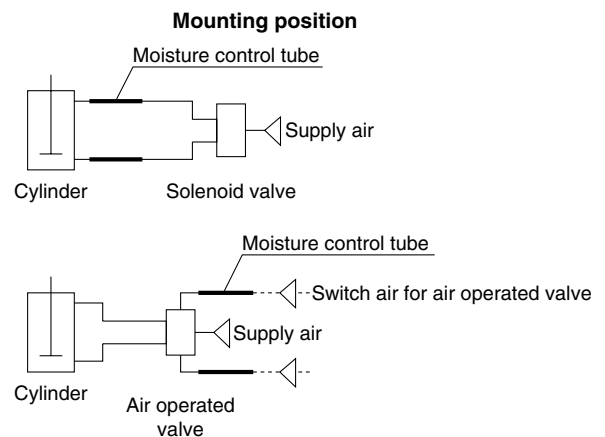 Mounting position
Moisture control tube
Supply air
Cylinder
Solenoid valve
Moisture control tube
Switch air for air operated valve
Supply air
Cylinder
Air operated
valve